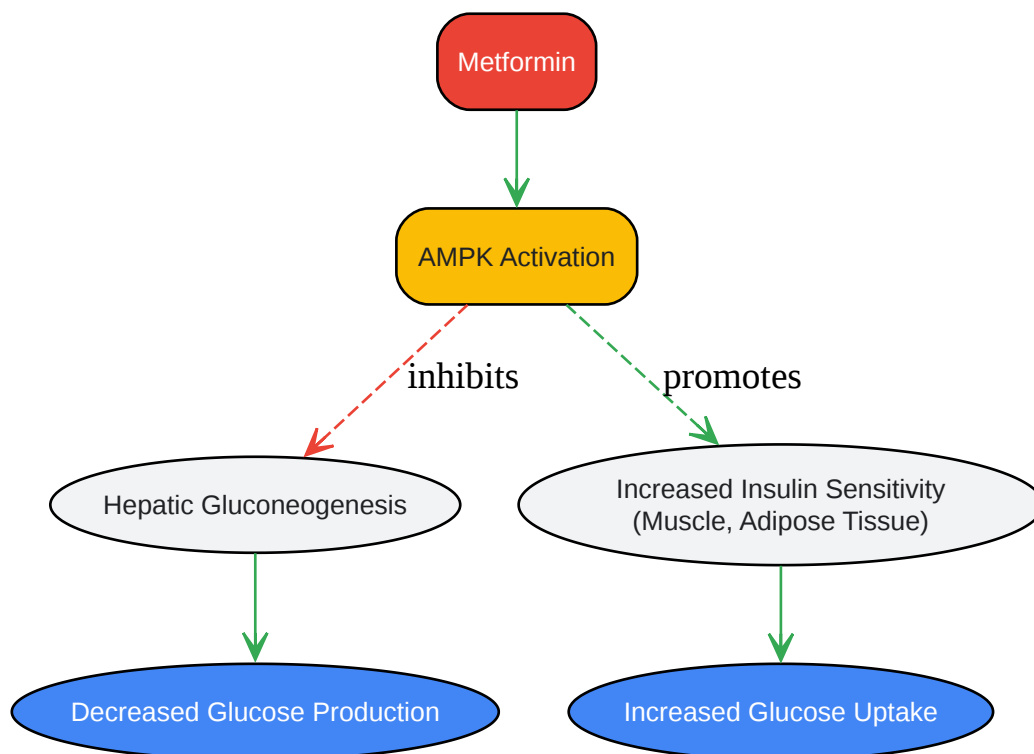 Metformin
AMPK Activation
inhibits
promotes
Hepatic Gluconeogenesis
Increased Insulin Sensitivity
(Muscle, Adipose Tissue)
Decreased Glucose Production
Increased Glucose Uptake